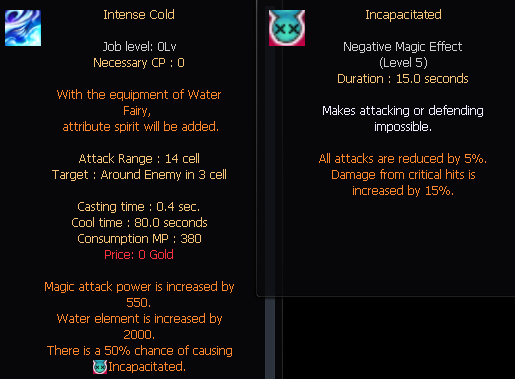 Intense Cold
Job level: 0Lv
Necessary CP : 0
With the equipment of Water
Fairy,
attribute spirit will be added.
Attack Range : 14 cell
Target : Around Enemy in 3 cell
Casting time : 0.4 sec.
Cool time : 80.0 seconds
Consumption MP : 380
Price: 0 Gold
Magic attack power is increased by
550.
Water element is increased by
2000.
There is a 50% chance of causing
Incapacitated.
Incapacitated
Negative Magic Effect
(Level 5)
Duration : 15.0 seconds
Makes attacking or defending
impossible.
All attacks are reduced by 5%.
Damage from critical hits is
increased by 15%.